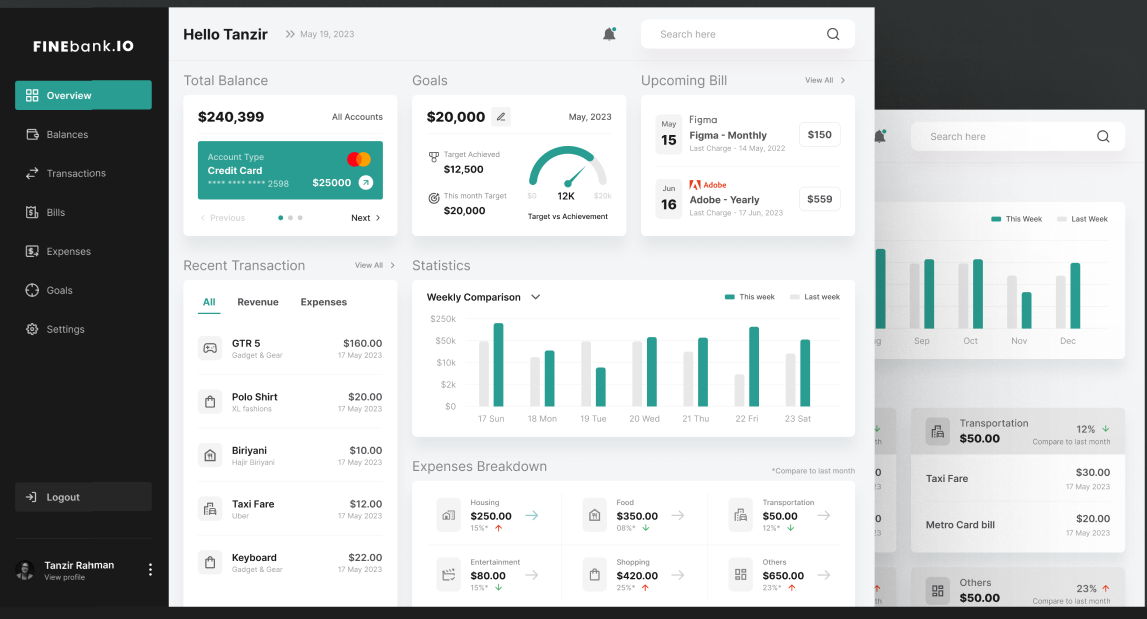 FINEbank.IO
Overview
Balances
Transactions
Bills
Expenses
Goals
Settings
Logout
Tanzir Rahman
View profile
Hello Tanzir
May 19, 2023
Search here
Total Balance
$240,399
All Accounts
Account Type
Credit Card
**** **** **** 2598
$25000
Previous
Next
Goals
$20,000
May, 2023
Target Achieved
$12,500
This month Target
$20,000
$0
12K
$20k
Target vs Achievement
Upcoming Bill
View All
May
15
Figma
Figma - Monthly
Last Charge - 14 May, 2022
$150
Jun
16
Adobe
Adobe - Yearly
Last Charge - 17 Jun, 2023
$559
Recent Transaction
View All
All
Revenue
Expenses
GTR 5
Gadget & Gear
$160.00
17 May 2023
Polo Shirt
XL fashions
$20.00
17 May 2023
Biriyani
Hajir Biriyani
$10.00
17 May 2023
Taxi Fare
Uber
$12.00
17 May 2023
Keyboard
Gadget & Gear
$22.00
17 May 2023
Statistics
Weekly Comparison
This week
Last week
$250k
$50k
$10k
$2k
$0
17 Sun
18 Mon
19 Tue
20 Wed
21 Thu
22 Fri
23 Sat
Expenses Breakdown
*Compare to last month
Housing
$250.00
15%*
Food
$350.00
08%*
Transportation
$50.00
12%*
Entertainment
$80.00
15%*
Shopping
$420.00
25%*
Others
$650.00
23%*
Search here
This Week
Last Week
Sep
Oct
Nov
Dec
Transportation
$50.00
12%
Compare to last month
Taxi Fare
$30.00
17 May 2023
Metro Card bill
$20.00
17 May 2023
Others
$50.00
23%
Compare to last month